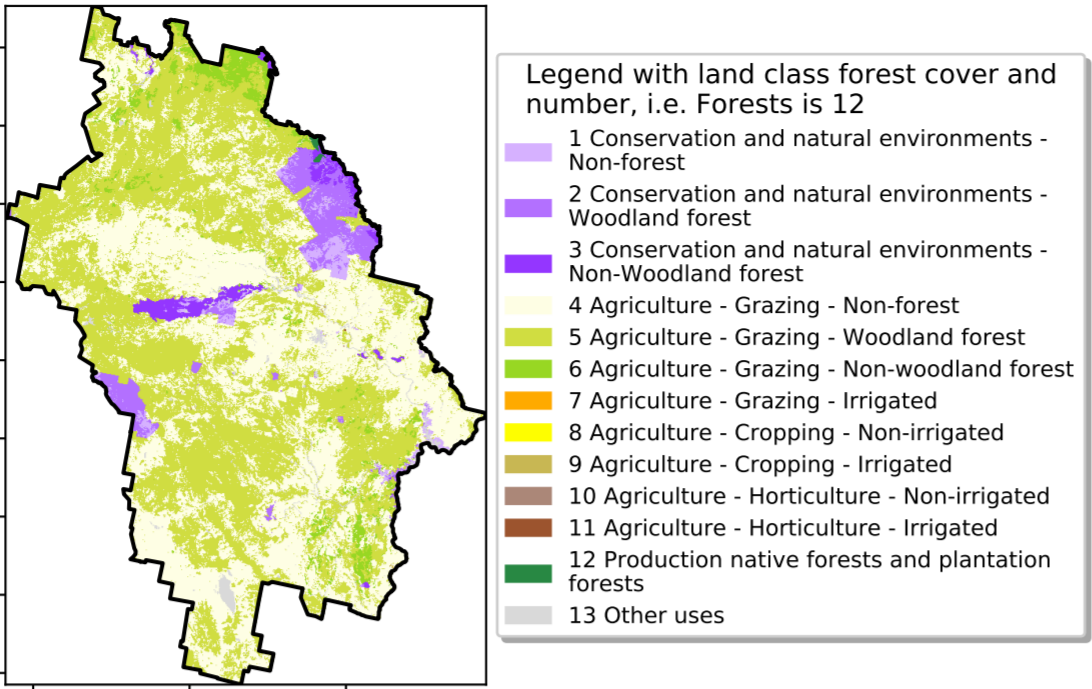 Legend with land class forest cover and
number, i.e. Forests is 12
1 Conservation and natural environments -
Non-forest
2 Conservation and natural environments -
Woodland forest
3 Conservation and natural environments -
Non-Woodland forest
4 Agriculture - Grazing - Non-forest
5 Agriculture - Grazing - Woodland forest
6 Agriculture - Grazing - Non-woodland forest
7 Agriculture - Grazing - Irrigated
8 Agriculture - Cropping - Non-irrigated
9 Agriculture - Cropping - Irrigated
10 Agriculture - Horticulture - Non-irrigated
11 Agriculture - Horticulture - Irrigated
12 Production native forests and plantation
forests
13 Other uses